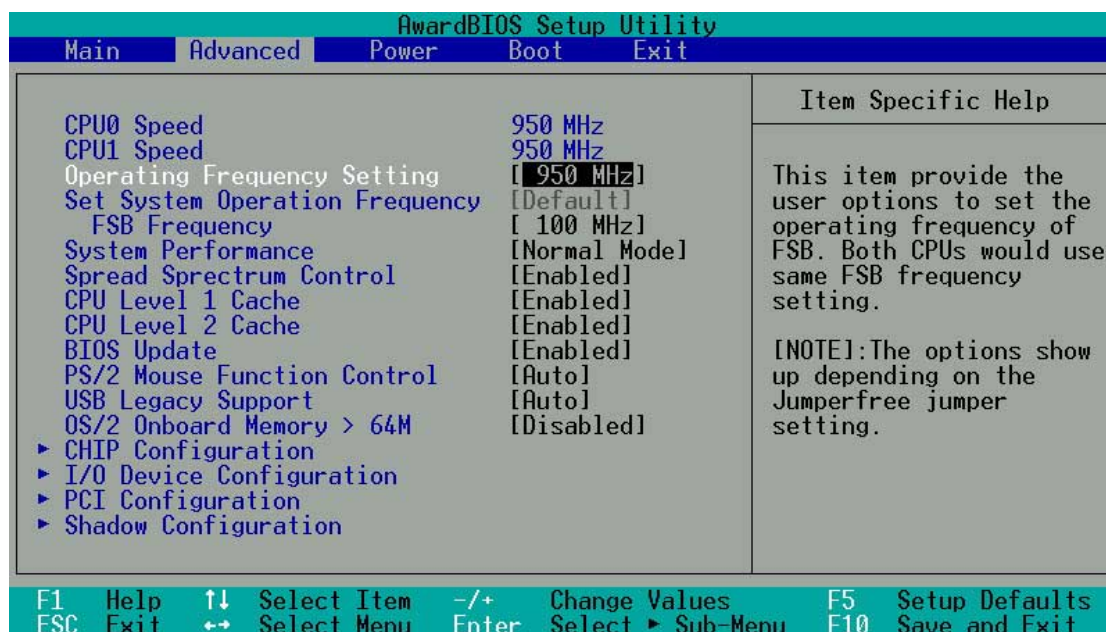 AwardBIOS Setup Utility
Main Advanced Power Boot Exit
CPU0 Speed 950 MHz
CPU1 Speed 950 MHz
Operating Frequency Setting [ 950 MHz]
Set System Operation Frequency [Default]
FSB Frequency [ 100 MHz]
System Performance [Normal Mode]
Spread Sprectrum Control [Enabled]
CPU Level 1 Cache [Enabled]
CPU Level 2 Cache [Enabled]
BIOS Update [Enabled]
PS/2 Mouse Function Control [Auto]
USB Legacy Support [Auto]
OS/2 Onboard Memory > 64M [Disabled]
► CHIP Configuration
► I/O Device Configuration
► PCI Configuration
► Shadow Configuration
Item Specific Help
This item provide the
user options to set the
operating frequency of
FSB. Both CPUs would use
same FSB frequency
setting.
[NOTE]:The options show
up depending on the
Jumperfree jumper
setting.
F1 Help ↑↓ Select Item -/+ Change Values F5 Setup Defaults
ESC Exit ←→ Select Menu Enter Select ► Sub-Menu F10 Save and Exit